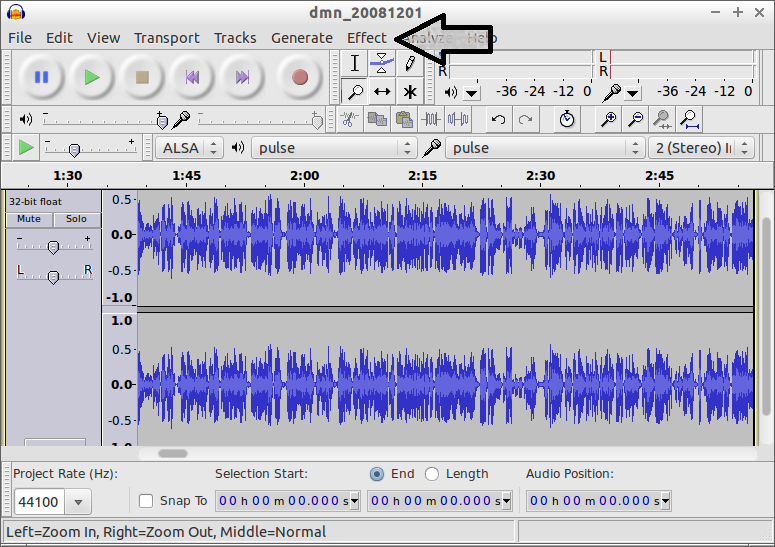 dmn_20081201
File Edit View Transport Tracks Generate Effect Analyze Help
L
R -36 -24 -12 0
L
R -36 -24 -12 0
ALSA pulse pulse 2 (Stereo) I
1:30 1:45 2:00 2:15 2:30 2:45
32-bit float
Mute Solo
- +
L R
0.5
0.0
-0.5
-1.0
1.0
0.5
0.0
-0.5
-1.0
Project Rate (Hz): Selection Start: End Length Audio Position:
44100 Snap To 00 h 00 m 00.000 s 00 h 00 m 00.000 s 00 h 00 m 00.000 s
Left=Zoom In, Right=Zoom Out, Middle=Normal